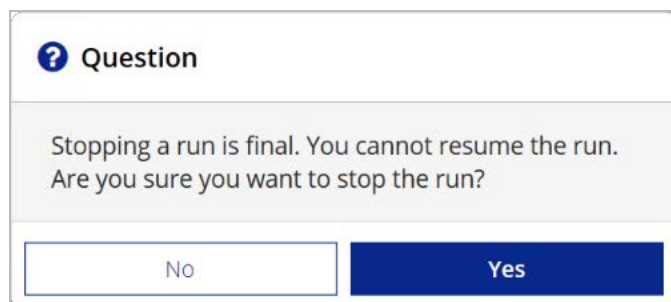 Question
Stopping a run is final. You cannot resume the run.
Are you sure you want to stop the run?
No
Yes